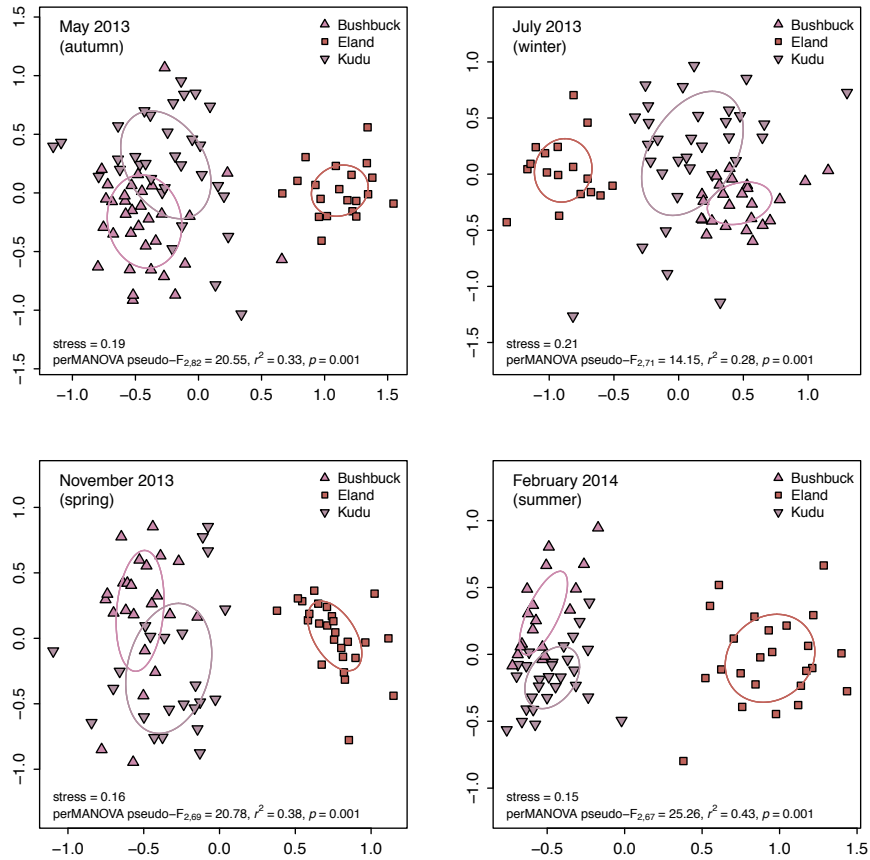 May 2013
(autumn)
Bushbuck
Eland
Kudu
1.5
1.0
0.5
0.0
−0.5
−1.0
−1.5
stress = 0.19
perMANOVA pseudo−F2,82 = 20.55, r2 = 0.33, p = 0.001
−1.0 −0.5 0.0 0.5 1.0 1.5
July 2013
(winter)
Bushbuck
Eland
Kudu
1.0
0.5
0.0
−0.5
−1.0
−1.5
stress = 0.21
perMANOVA pseudo−F2,71 = 14.15, r2 = 0.28, p = 0.001
−1.0 −0.5 0.0 0.5 1.0
November 2013
(spring)
Bushbuck
Eland
Kudu
1.0
0.5
0.0
−0.5
−1.0
stress = 0.16
perMANOVA pseudo−F2,69 = 20.78, r2 = 0.38, p = 0.001
−1.0 −0.5 0.0 0.5 1.0
February 2014
(summer)
Bushbuck
Eland
Kudu
1.0
0.5
0.0
−0.5
−1.0
stress = 0.15
perMANOVA pseudo−F2,67 = 25.26, r2 = 0.43, p = 0.001
−0.5 0.0 0.5 1.0 1.5